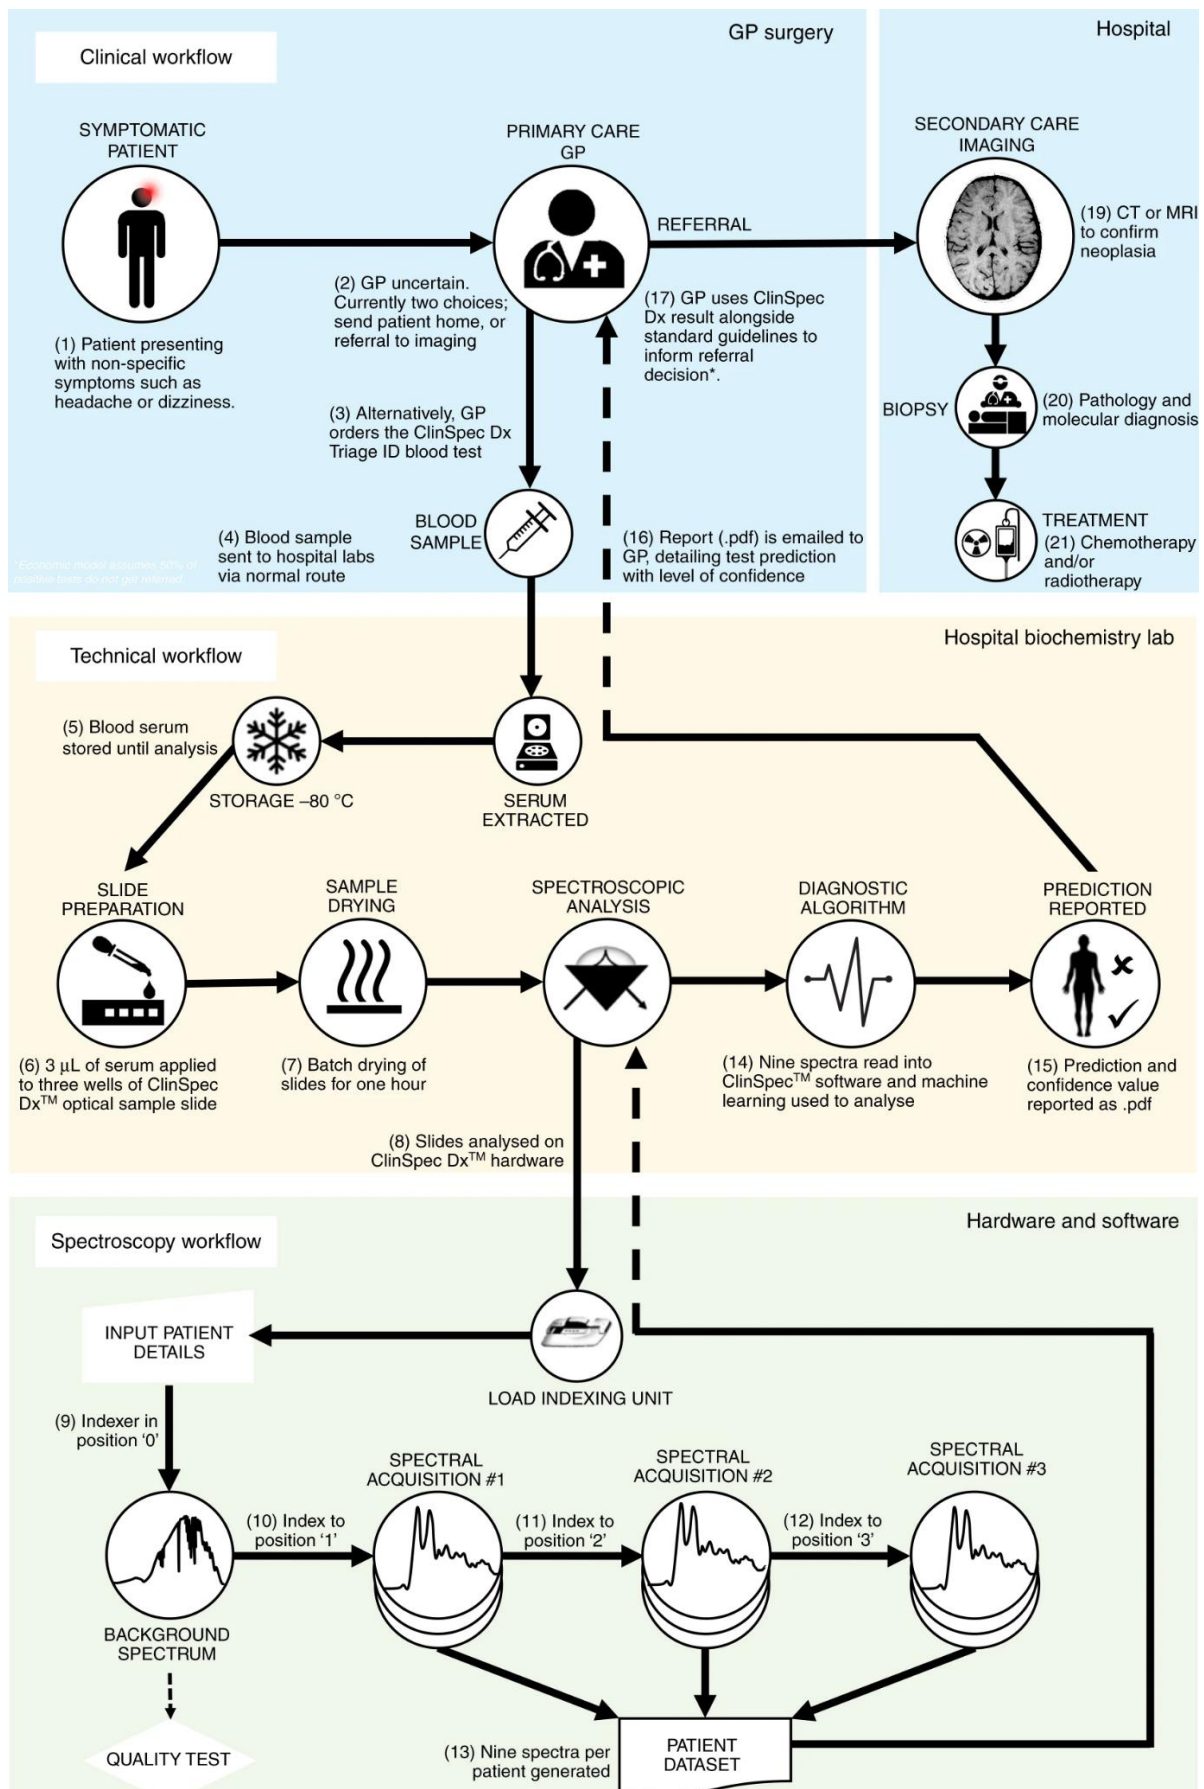 Clinical workflow
GP surgery
Hospital
SYMPTOMATIC
PATIENT
PRIMARY CARE
GP
SECONDARY CARE
IMAGING
REFERRAL
(19) CT or MRI
to confirm
neoplasia
(1) Patient presenting
with non-specific
symptoms such as
headache or dizziness.
(2) GP uncertain.
Currently two choices;
send patient home, or
referral to imaging
(17) GP uses ClinSpec
Dx result alongside
standard guidelines to
inform referral
decision*.
(3) Alternatively, GP
orders the ClinSpec Dx
Triage ID blood test
BIOPSY
(20) Pathology and
molecular diagnosis
BLOOD
SAMPLE
(4) Blood sample
sent to hospital labs
via normal route
(16) Report (.pdf) is emailed to
GP, detailing test prediction
with level of confidence
TREATMENT
(21) Chemotherapy
and/or
radiotherapy
*Economic model assumes 50% of
positive tests do not get referred
Technical workflow
Hospital biochemistry lab
(5) Blood serum
stored until analysis
STORAGE –80 °C
SERUM
EXTRACTED
SLIDE
PREPARATION
SAMPLE
DRYING
SPECTROSCOPIC
ANALYSIS
DIAGNOSTIC
ALGORITHM
PREDICTION
REPORTED
(6) 3 μL of serum applied
to three wells of ClinSpec
Dx™ optical sample slide
(7) Batch drying of
slides for one hour
(14) Nine spectra read into
ClinSpec™ software and machine
learning used to analyse
(15) Prediction and
confidence value
reported as .pdf
(8) Slides analysed on
ClinSpec Dx™ hardware
Spectroscopy workflow
Hardware and software
INPUT PATIENT
DETAILS
LOAD INDEXING UNIT
(9) Indexer in
position ‘0’
SPECTRAL
ACQUISITION #1
SPECTRAL
ACQUISITION #2
SPECTRAL
ACQUISITION #3
(10) Index to
position ‘1’
(11) Index to
position ‘2’
(12) Index to
position ‘3’
BACKGROUND
SPECTRUM
QUALITY TEST
(13) Nine spectra per
patient generated
PATIENT
DATASET